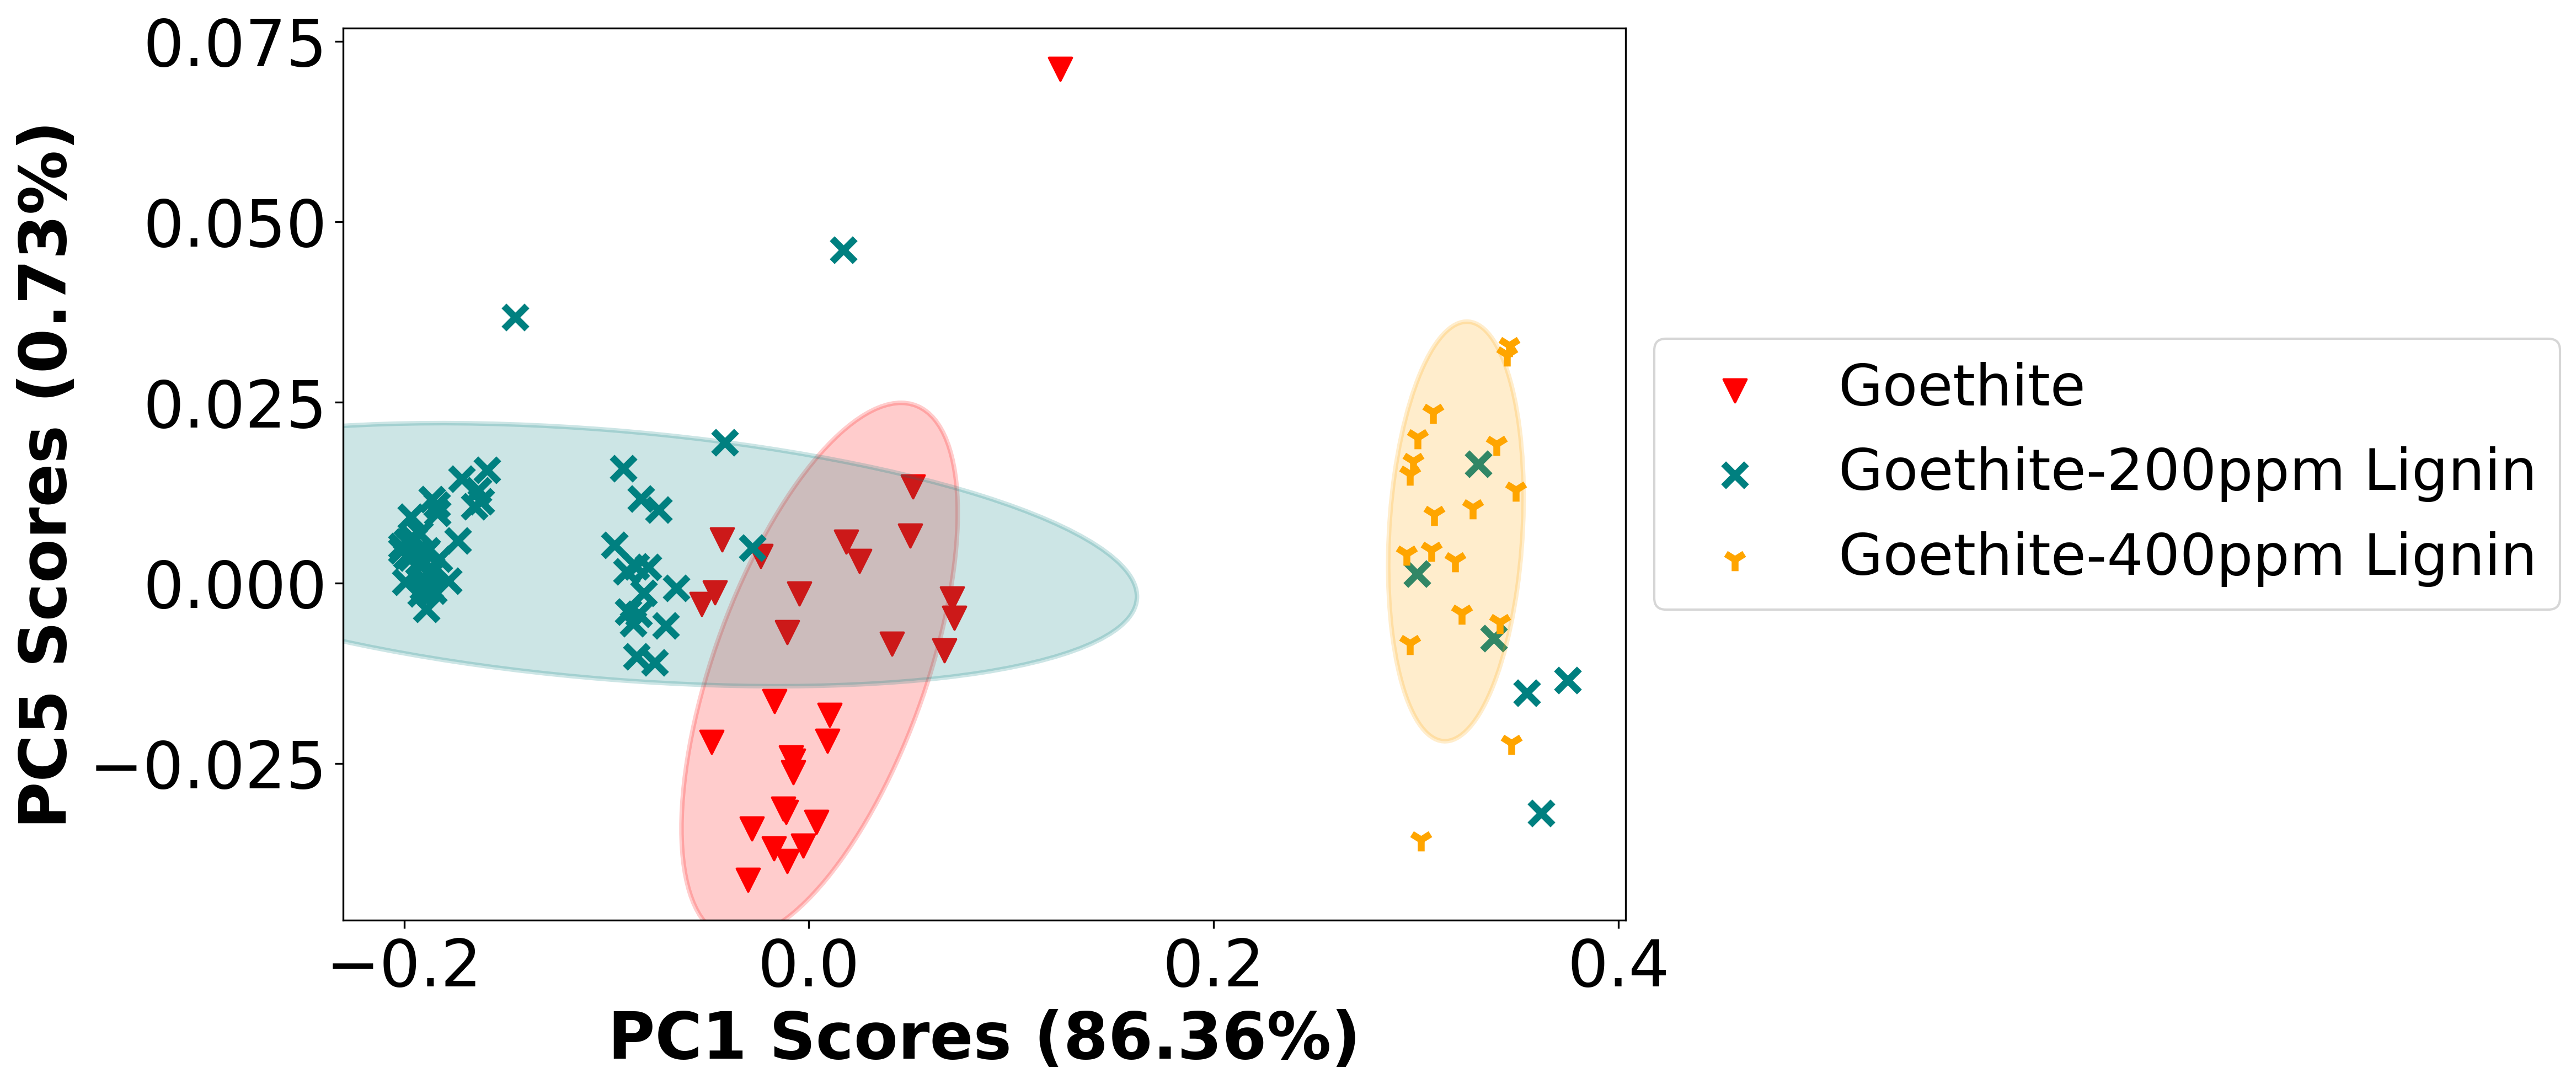 0.075
0.050
0.025
0.000
−0.025
PC5 Scores (0.73%)
−0.2
0.0
0.2
0.4
PC1 Scores (86.36%)
Goethite
Goethite-200ppm Lignin
Goethite-400ppm Lignin